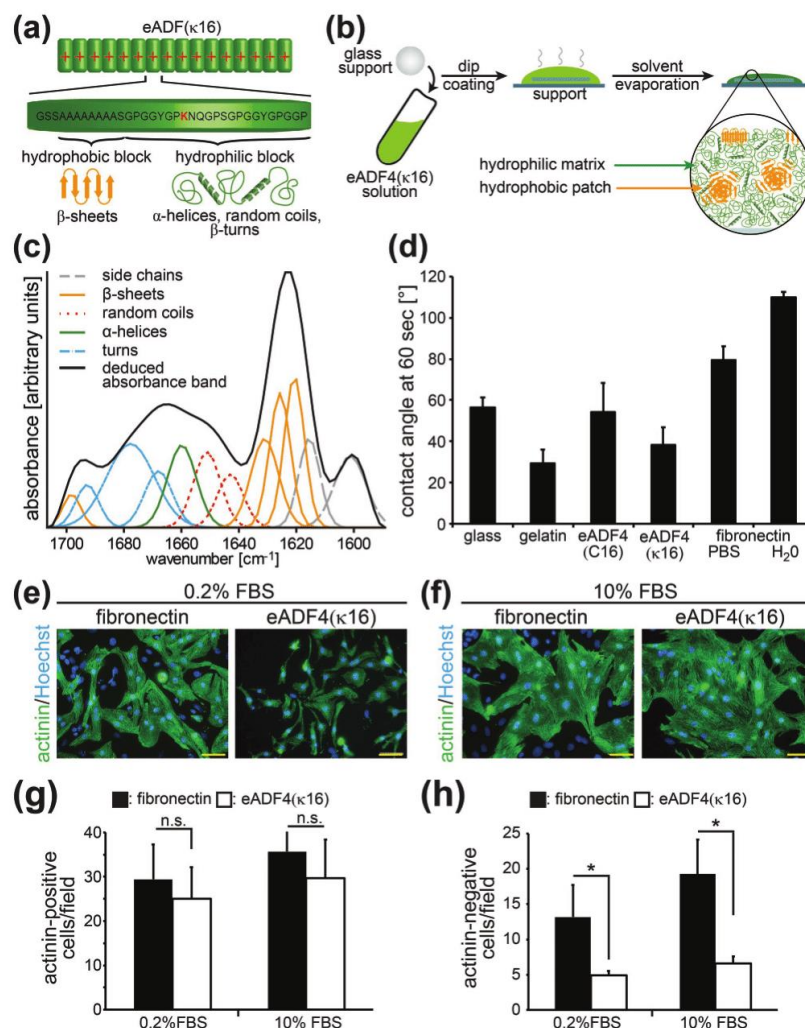 (a)
eADF(κ16)
+ + + + + + + + + + + + + + + +
GSSAAAAAAAASGPGGYGPKNQGPSGPGGYGPGGP
hydrophobic block
hydrophilic block
β-sheets
α-helices, random coils,
β-turns
(b)
glass
support
dip
coating
support
solvent
evaporation
eADF4(κ16)
solution
hydrophilic matrix
hydrophobic patch
(c)
absorbance [arbitrary units]
side chains
β-sheets
random coils
α-helices
turns
deduced
absorbance band
1700 1680 1660 1640 1620 1600
wavenumber [cm-1]
(d)
contact angle at 60 sec [°]
120
100
80
60
40
20
0
glass gelatin eADF4 eADF4 fibronectin
(C16) (κ16) PBS H20
(e)
0.2% FBS
fibronectin eADF4(κ16)
actinin/Hoechst
(f)
10% FBS
fibronectin eADF4(κ16)
actinin/Hoechst
(g)
: fibronectin : eADF4(κ16)
actinin-positive
cells/field
40
30
20
10
0
n.s.
n.s.
0.2%FBS 10% FBS
(h)
: fibronectin : eADF4(κ16)
actinin-negative
cells/field
25
20
15
10
5
0
*
*
0.2%FBS 10% FBS